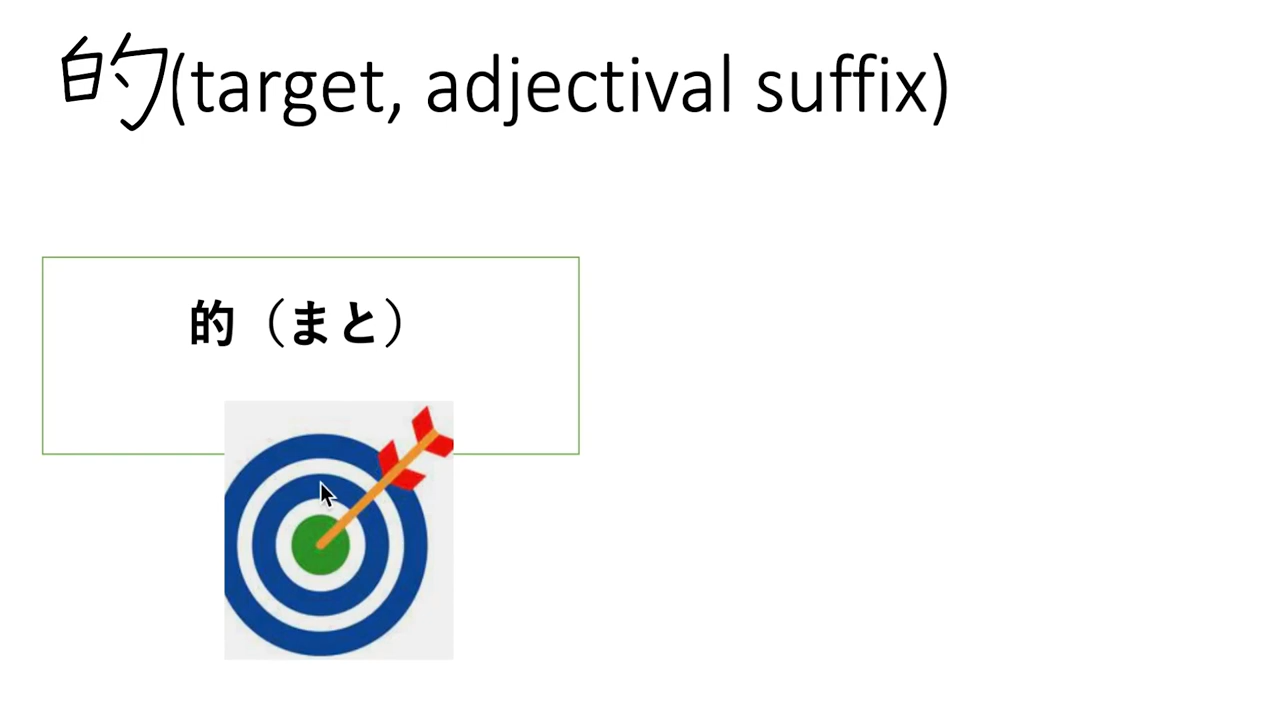 的(target, adjectival suffix)
的（まと）